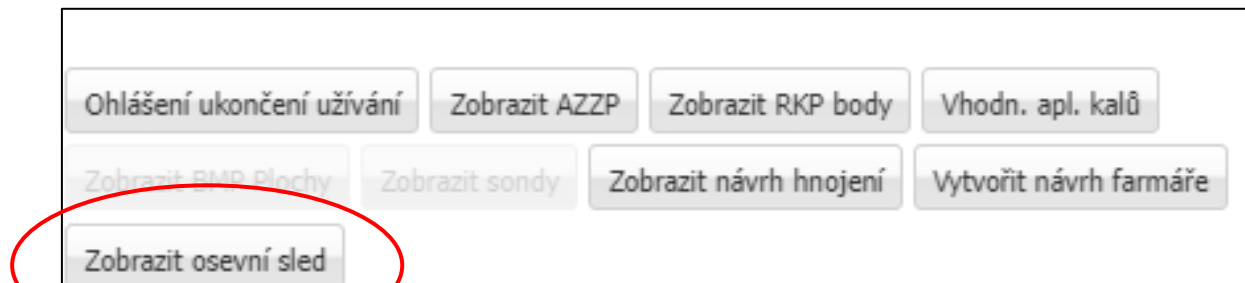 Ohlášení ukončení užívání Zobrazit AZZP Zobrazit RKP body Vhodn. apl. kalů
Zobrazit BMP Plochy Zobrazit sondy Zobrazit návrh hnojení Vytvořit návrh farmáře
Zobrazit osevní sled